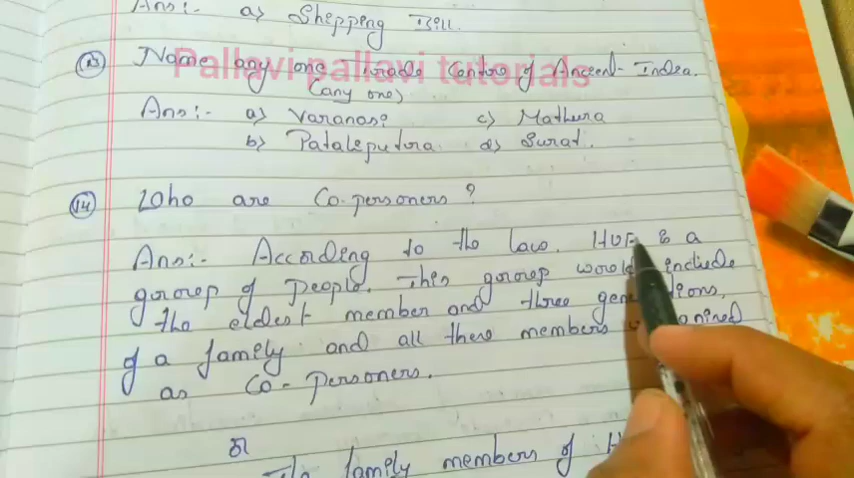 Ans:- a) Shopping Bill.
13 Name any one trade Centre of Ancient India.
(any one)
Pallavi pallavi tutorials
Ans:- a) Varanasi c) Mathura
b) Pataliputra d) Surat.
14 Who are Co-personers?
Ans:- According to the law. HUF is a
group of people. This group would include
the eldest member and three generations,
of a family and all these members
as Co-personers.
or
family members of